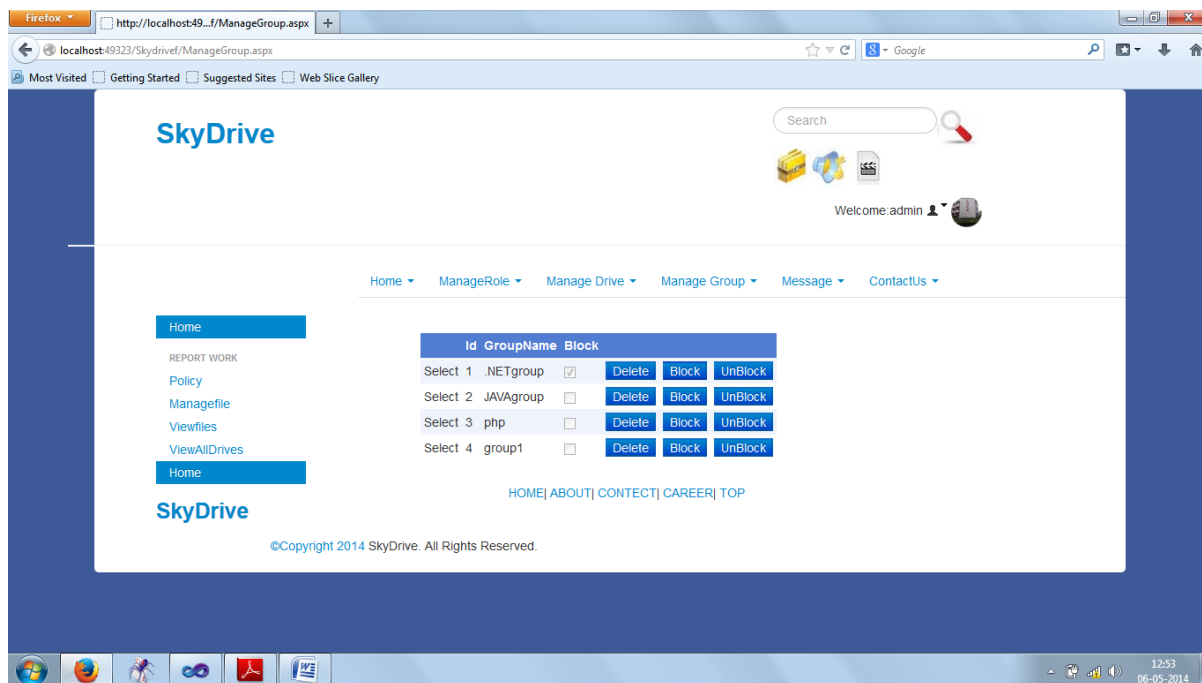 Firefox
http://localhost:49...f/ManageGroup.aspx +
localhost:49323/Skydrivef/ManageGroup.aspx
8 Google
Most Visited Getting Started Suggested Sites Web Slice Gallery
SkyDrive
Search
Welcome:admin
Home ManageRole Manage Drive Manage Group Message ContactUs
Home
REPORT WORK
Policy
Managefile
Viewfiles
ViewAllDrives
Home
Id GroupName Block
Select 1 .NETgroup Delete Block UnBlock
Select 2 JAVAgroup Delete Block UnBlock
Select 3 php Delete Block UnBlock
Select 4 group1 Delete Block UnBlock
HOME| ABOUT| CONTECT| CAREER| TOP
SkyDrive
©Copyright 2014 SkyDrive. All Rights Reserved.
12:53
06-05-2014